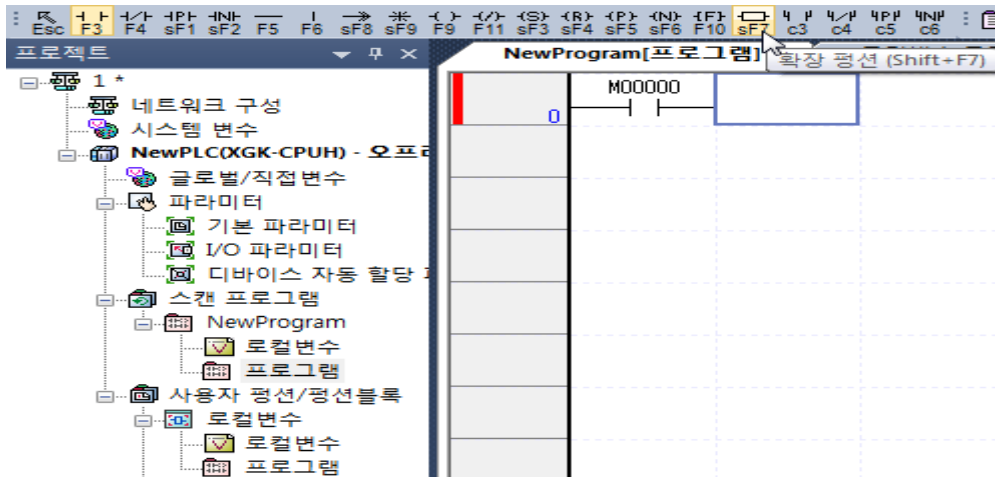 Esc F3 F4 sF1 sF2 F5 F6 sF8 sF9 F9 F11 sF3 sF4 sF5 sF6 F10 sF7 c3 c4 c5 c6
프로젝트
NewProgram[프로그램]
확장 펑션 (Shift+F7)
1 *
네트워크 구성
시스템 변수
NewPLC(XGK-CPUH) - 오프
글로벌/직접변수
파라미터
기본 파라미터
I/O 파라미터
디바이스 자동 할당
스캔 프로그램
NewProgram
로컬변수
프로그램
사용자 펑션/펑션블록
로컬변수
로컬변수
프로그램
M00000
0